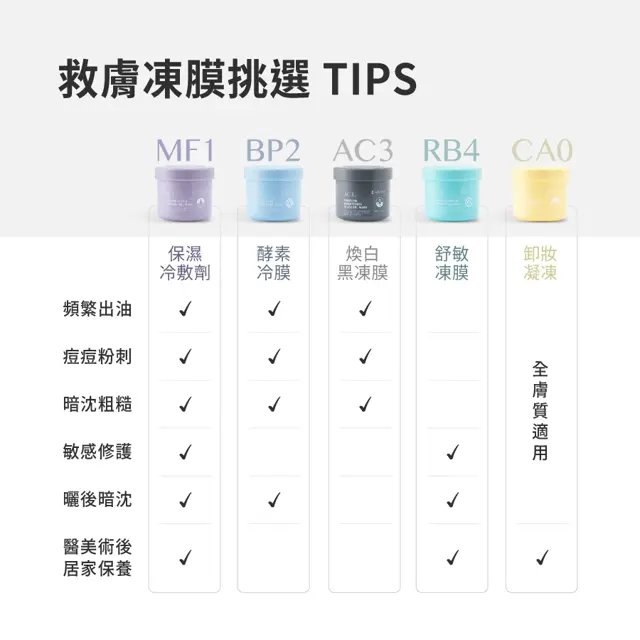 救膚凍膜挑選 TIPS
MF1 BP2 AC3 RB4 CA0
保濕 酵素 煥白 舒敏 卸妝
冷敷劑 冷膜 黑凍膜 凍膜 凝凍
頻繁出油 ✓ ✓ ✓
痘痘粉刺 ✓ ✓ ✓
暗沈粗糙 ✓ ✓ ✓
敏感修護 ✓ ✓
曬後暗沈 ✓ ✓ ✓
全膚質適用
醫美術後
居家保養 ✓ ✓ ✓